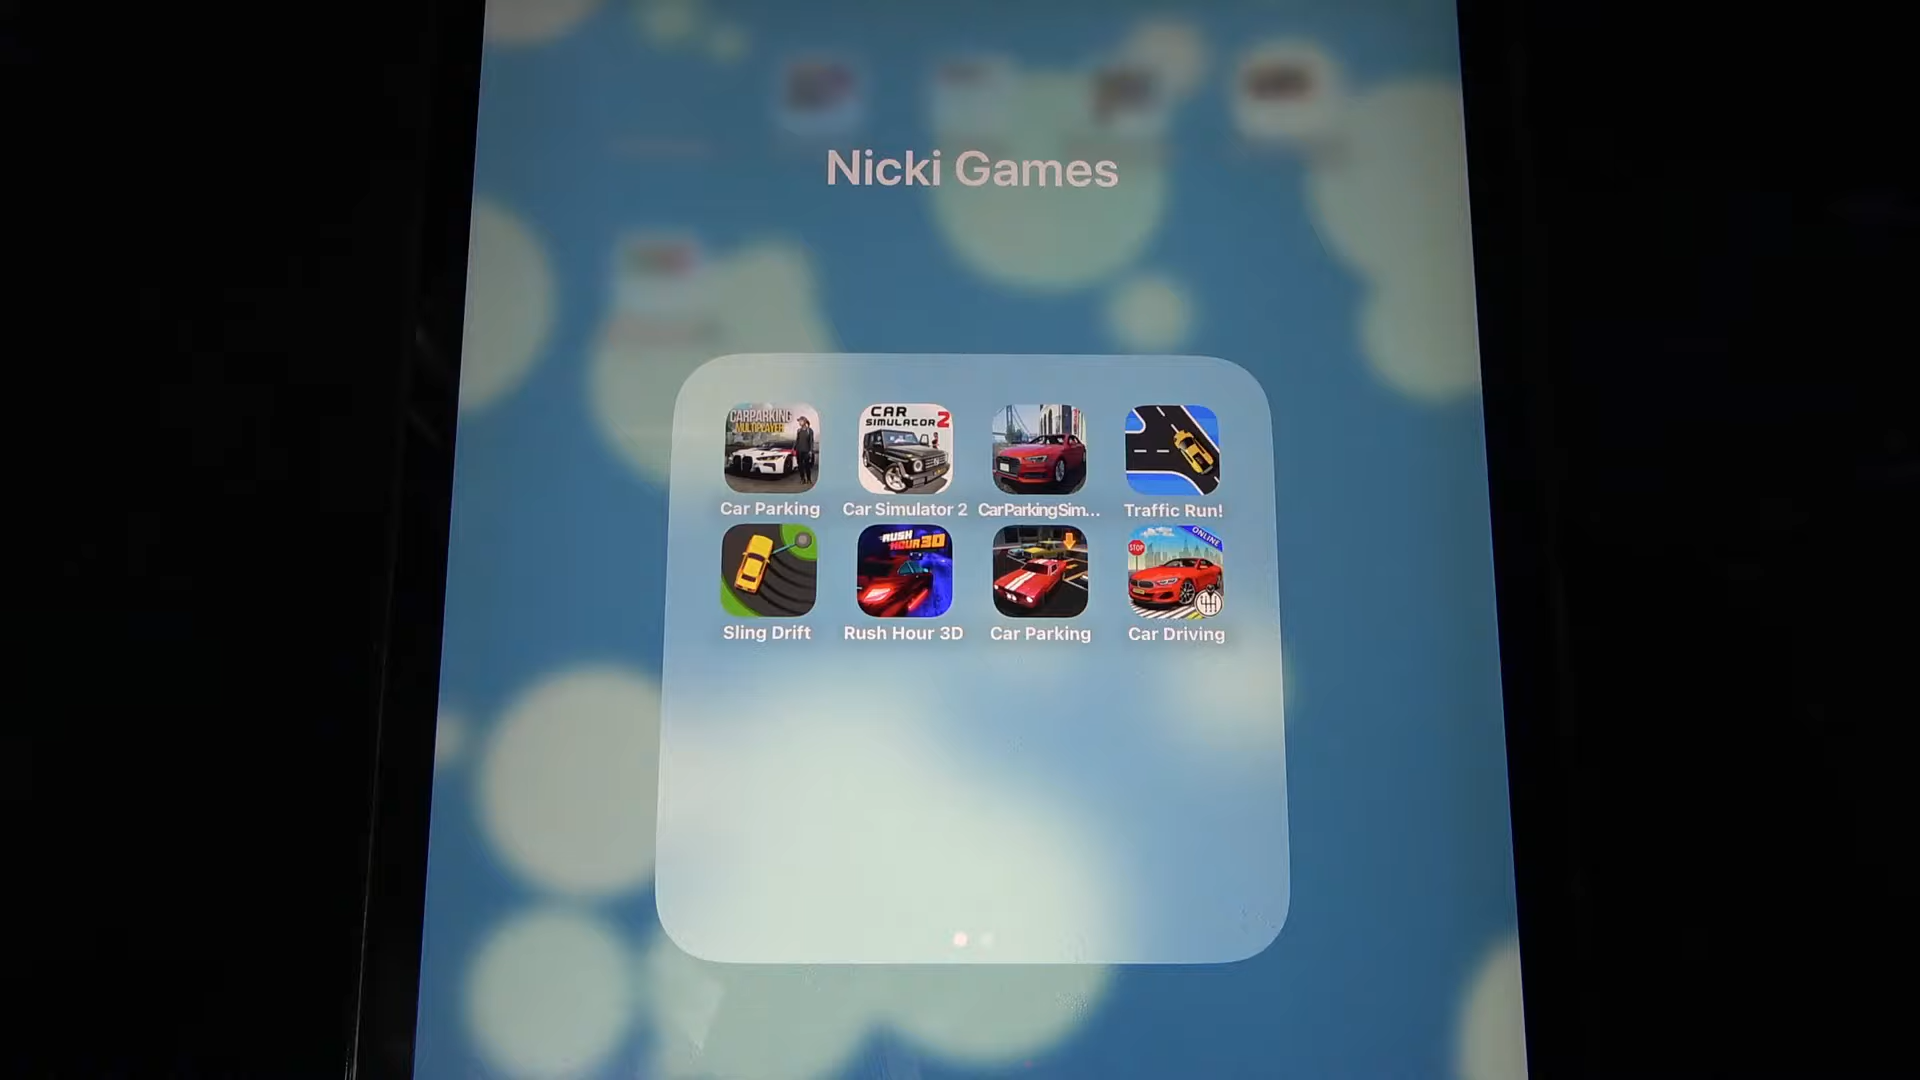 Nicki Games
CARPARKING
MULTIPLAYER
CAR
SIMULATOR 2
Car Parking
Car Simulator 2
CarParkingSim...
Traffic Run!
RUSH
HOUR 3D
STOP
ONLINE
Sling Drift
Rush Hour 3D
Car Parking
Car Driving